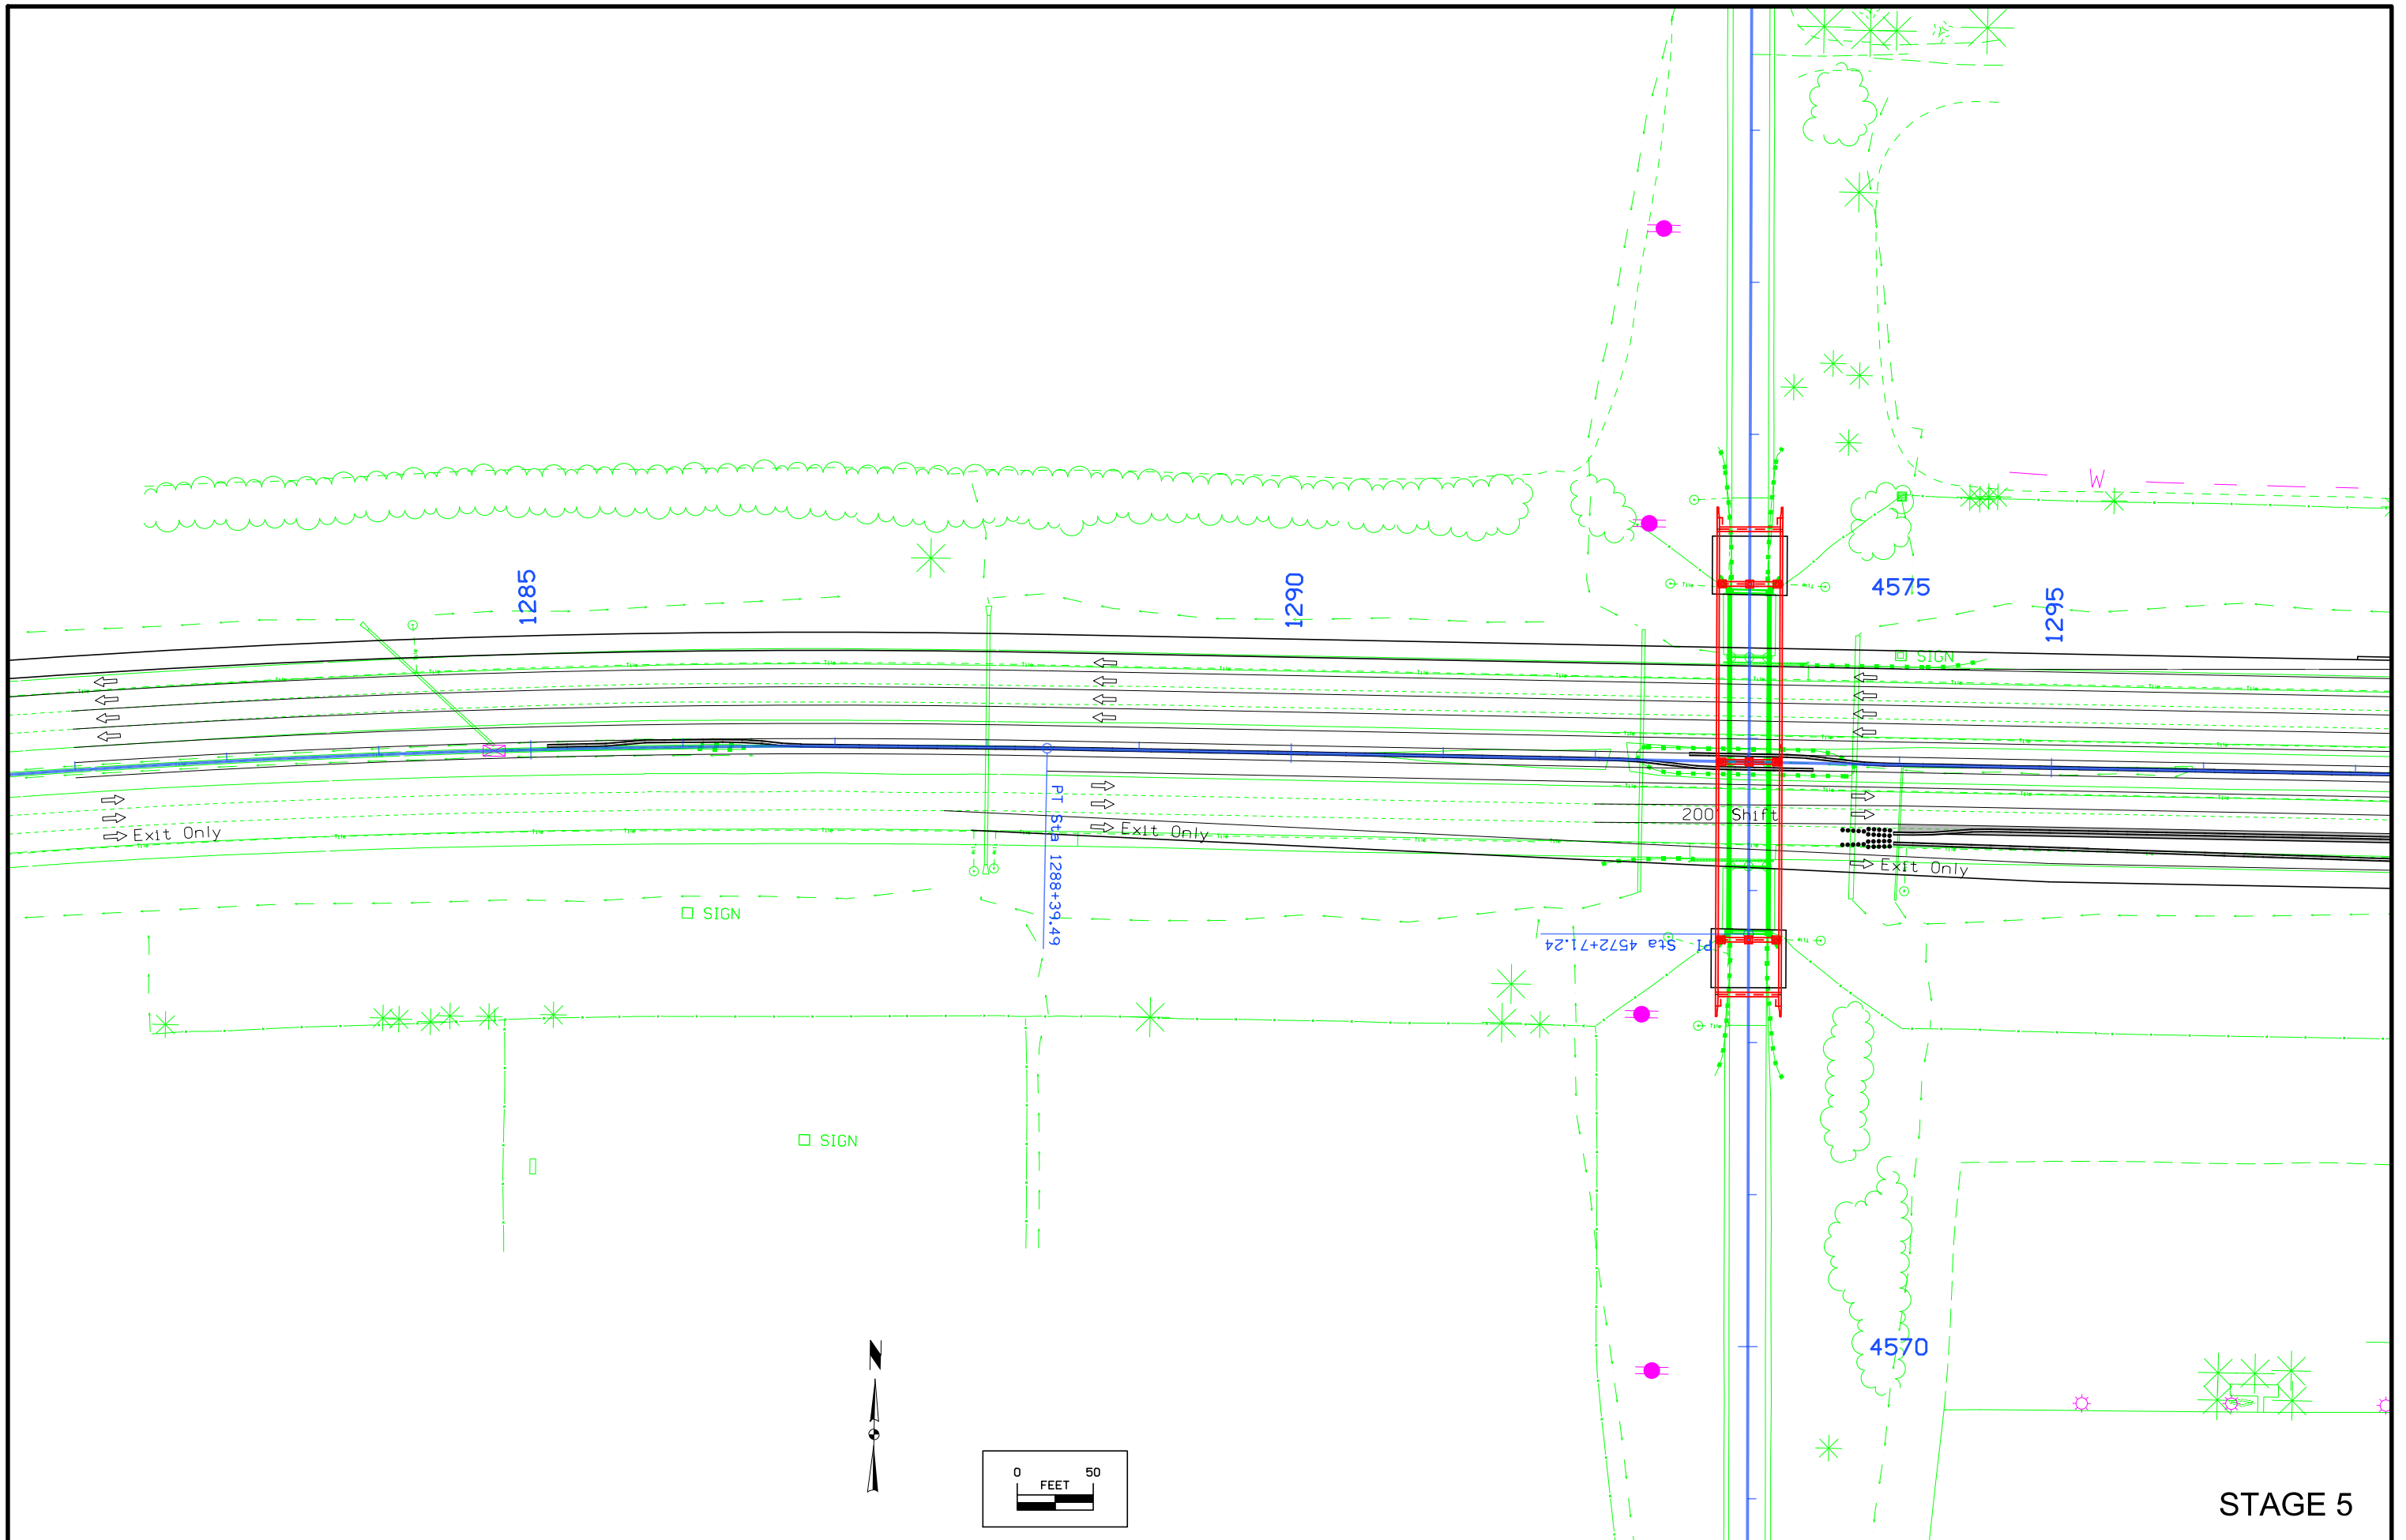 W
1285
1290
4575
1295
SIGN
200' Shift
Exit Only
Exit Only
Exit Only
PT Sta 1288+39.49
PI Sta 4572+71.24
SIGN
SIGN
4570
N
0 50
FEET
STAGE 5